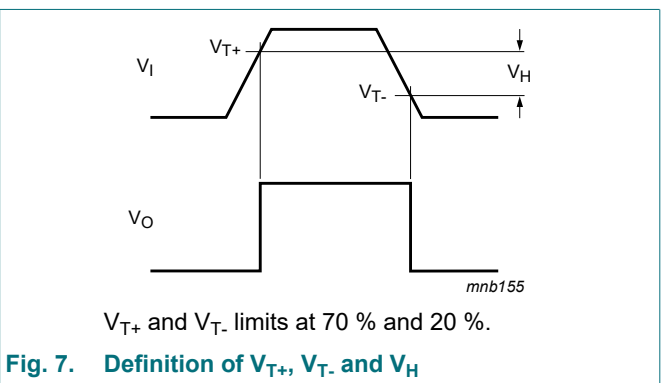 VT+
VI
VH
VT-
VO
mnb155
VT+ and VT- limits at 70 % and 20 %.
Fig. 7. Definition of VT+, VT- and VH